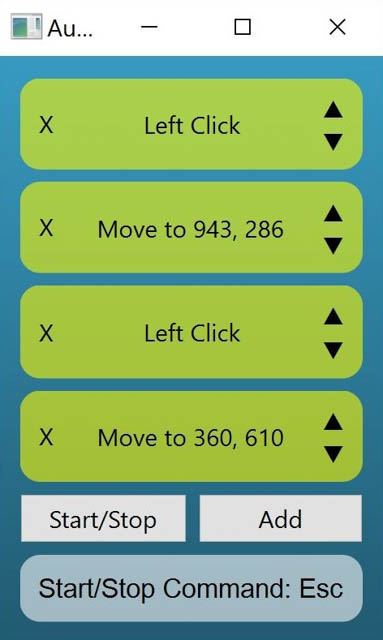 Au...
X Left Click ▲ ▼
X Move to 943, 286 ▲ ▼
X Left Click ▲ ▼
X Move to 360, 610 ▲ ▼
Start/Stop Add
Start/Stop Command: Esc